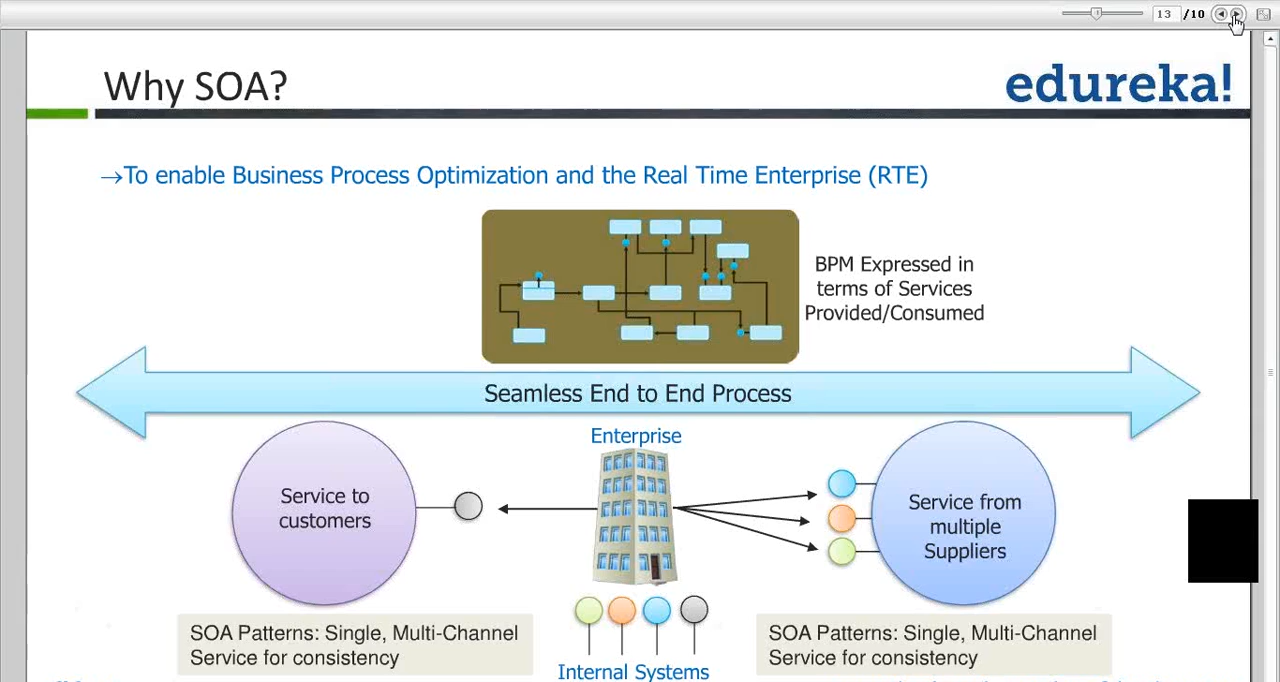 13 /10
Why SOA?
edureka!
→To enable Business Process Optimization and the Real Time Enterprise (RTE)
BPM Expressed in
terms of Services
Provided/Consumed
Seamless End to End Process
Enterprise
Service to
customers
Service from
multiple
Suppliers
SOA Patterns: Single, Multi-Channel
Service for consistency
SOA Patterns: Single, Multi-Channel
Service for consistency
Internal Systems